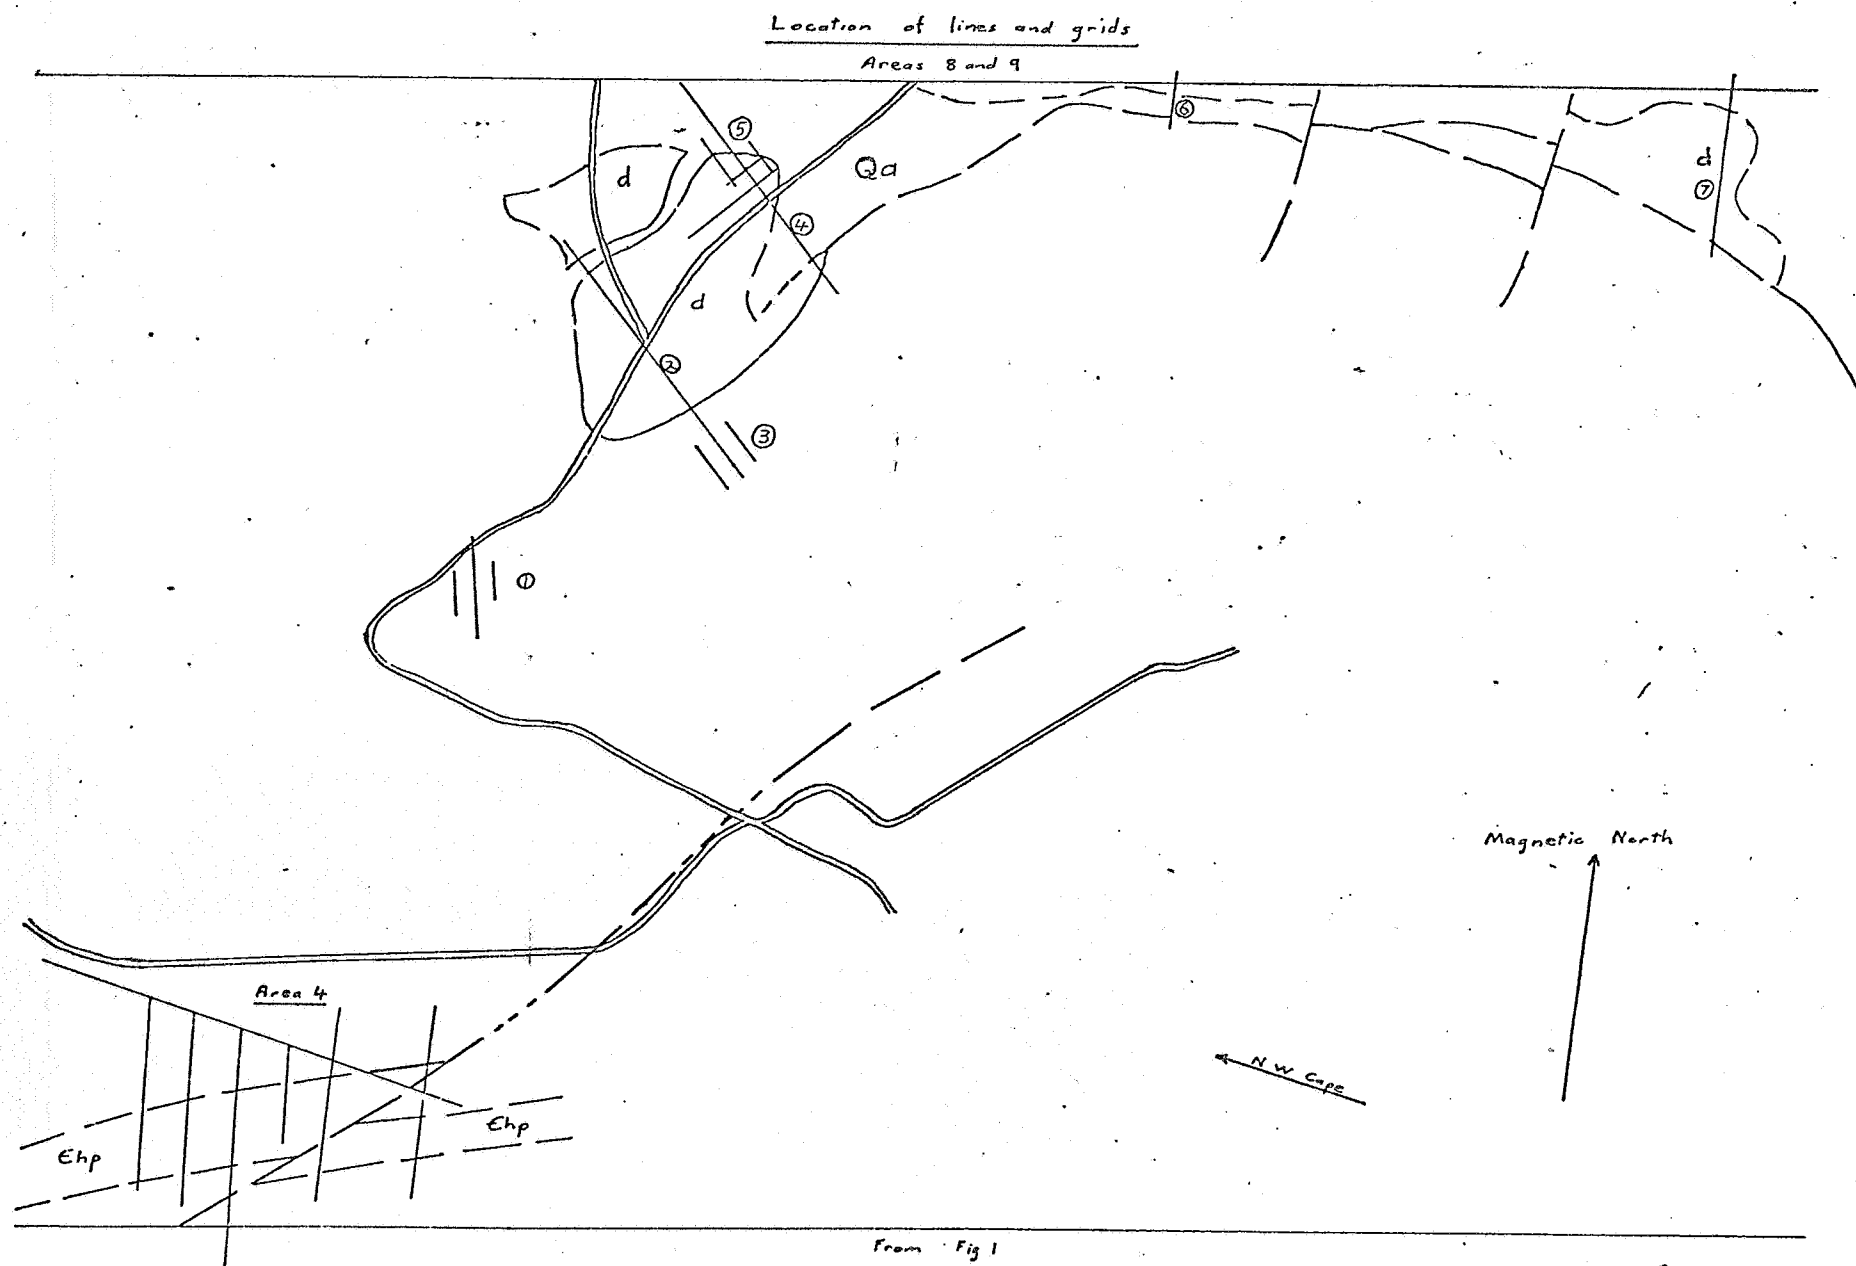 Location of lines and grids
Areas 8 and 9
⑤
⑥
d
Qa
d
⑦
④
d
②
③
①
Magnetic North
Area 4
N W Cape
Єhp
Єhp
From Fig 1